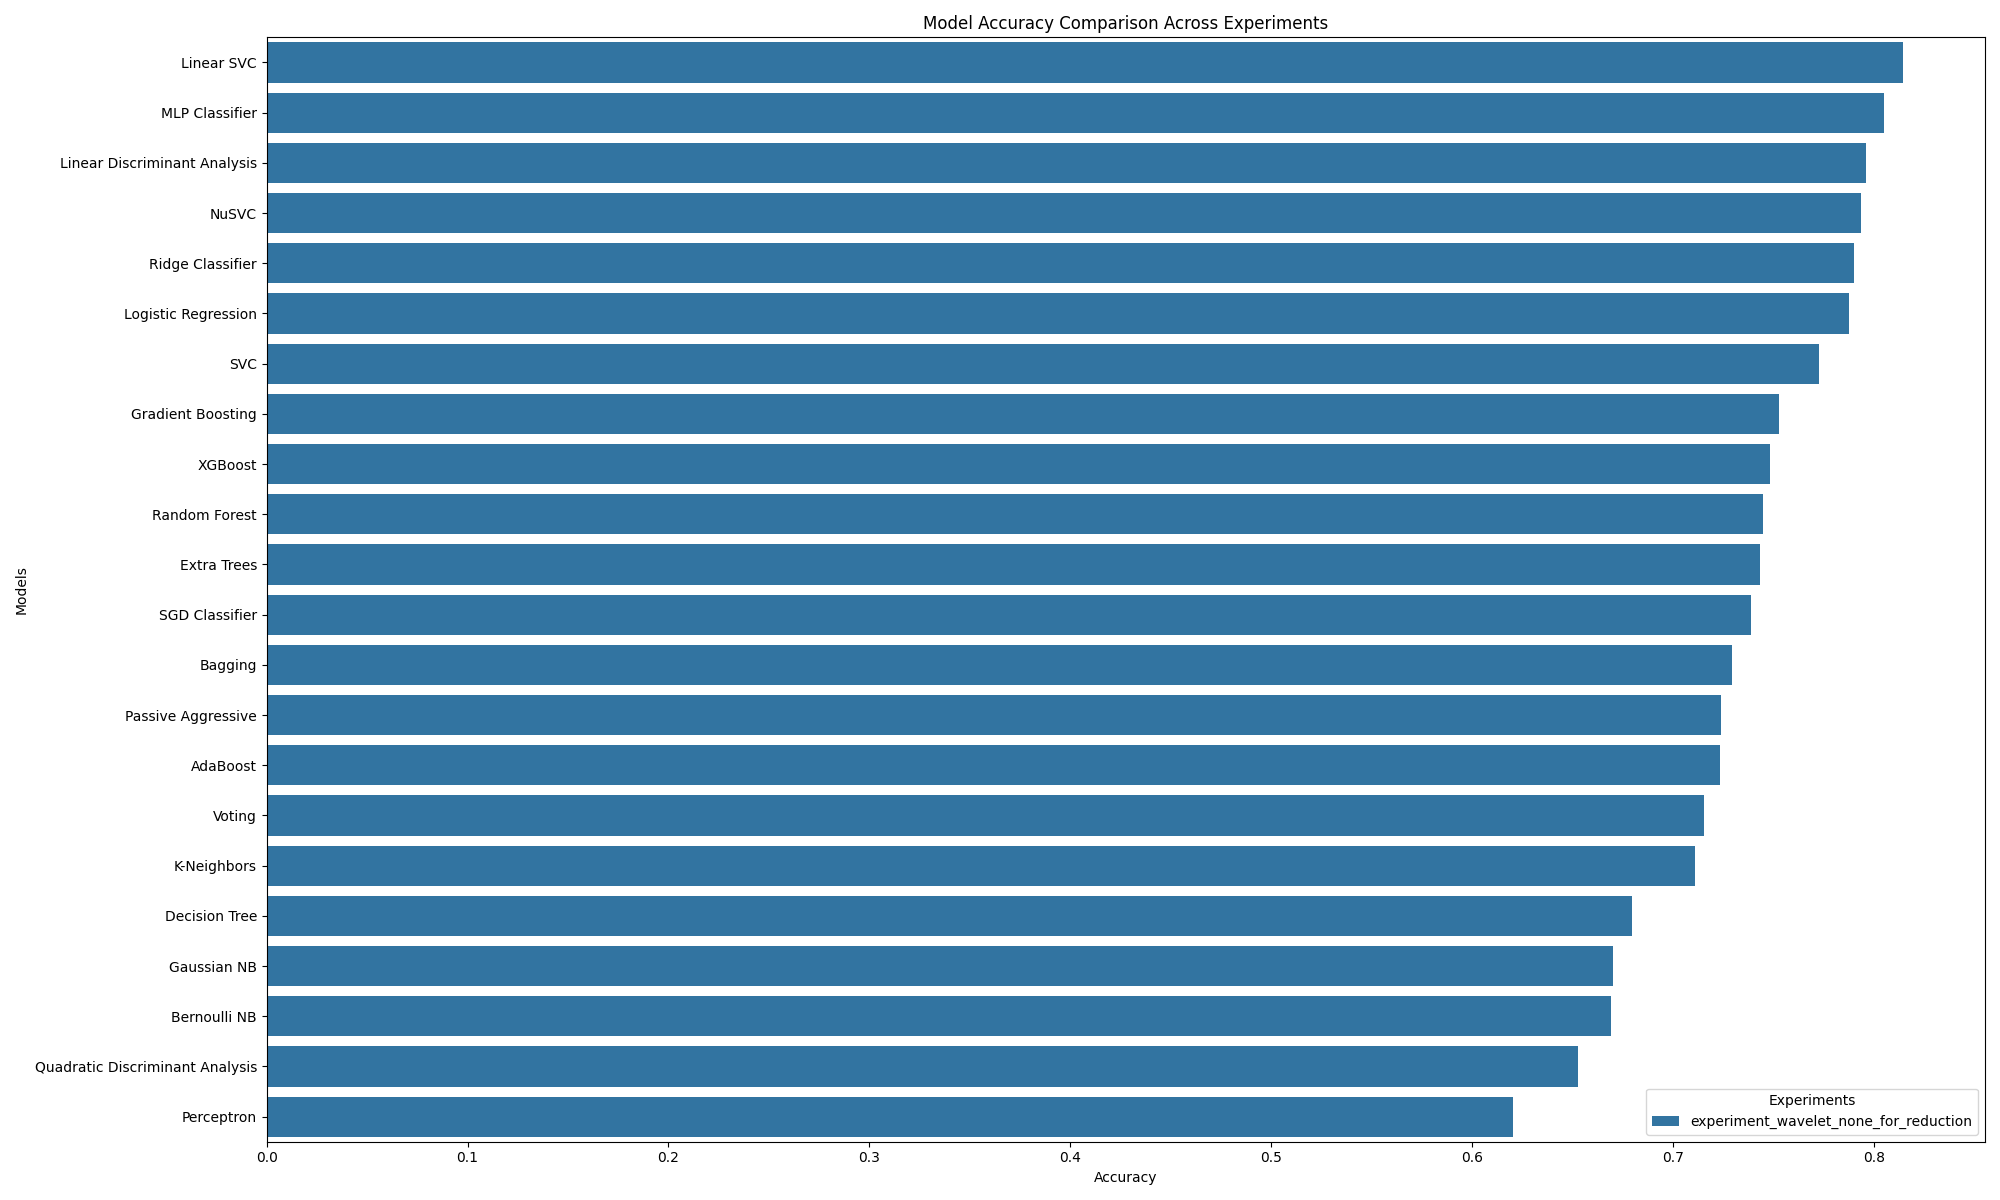 Model Accuracy Comparison Across Experiments
Models
Linear SVC
MLP Classifier
Linear Discriminant Analysis
NuSVC
Ridge Classifier
Logistic Regression
SVC
Gradient Boosting
XGBoost
Random Forest
Extra Trees
SGD Classifier
Bagging
Passive Aggressive
AdaBoost
Voting
K-Neighbors
Decision Tree
Gaussian NB
Bernoulli NB
Quadratic Discriminant Analysis
Perceptron
Experiments
experiment_wavelet_none_for_reduction
0.0 0.1 0.2 0.3 0.4 0.5 0.6 0.7 0.8
Accuracy